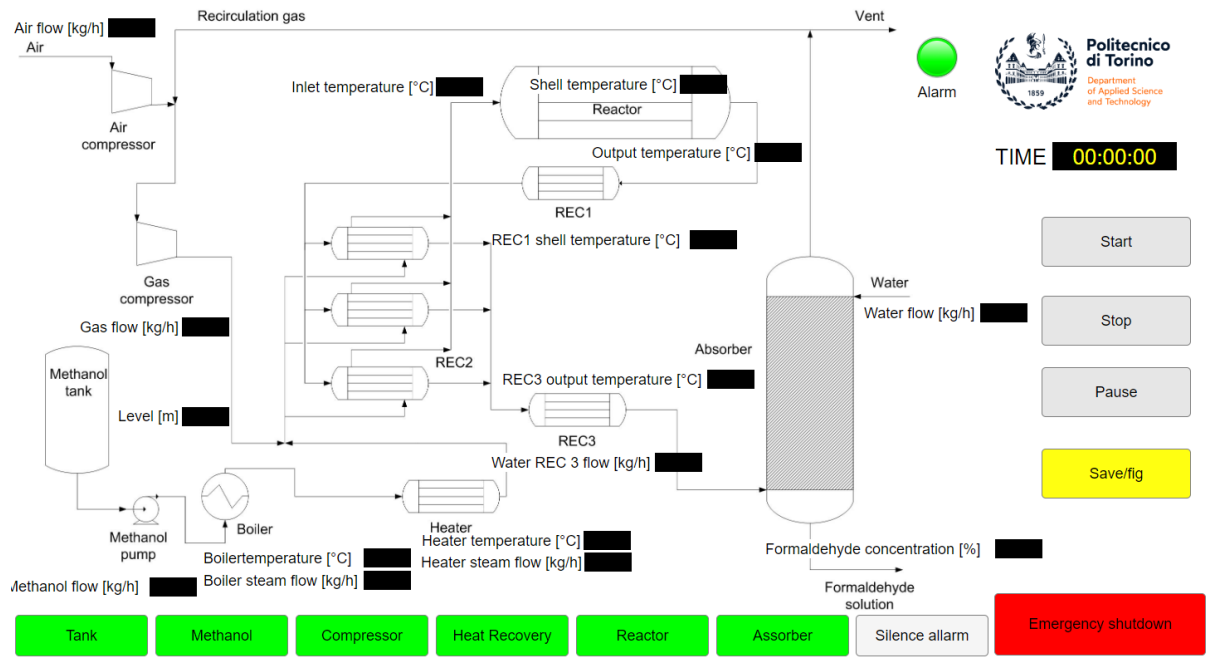 Recirculation gas
Vent
Air flow [kg/h]
Air
Politecnico
di Torino
Department
of Applied Science
and Technology
1859
Alarm
Inlet temperature [°C]
Shell temperature [°C]
Reactor
Air
compressor
Output temperature [°C]
TIME
00:00:00
REC1
Start
REC1 shell temperature [°C]
Gas
compressor
Water
Water flow [kg/h]
Gas flow [kg/h]
Stop
Absorber
REC2
Methanol
tank
REC3 output temperature [°C]
Pause
Level [m]
REC3
Water REC 3 flow [kg/h]
Save/fig
Boiler
Heater
Methanol
pump
Heater temperature [°C]
Formaldehyde concentration [%]
Boilertemperature [°C]
Heater steam flow[kg/h]
Boiler steam flow [kg/h]
Methanol flow [kg/h]
Formaldehyde
solution
Tank
Methanol
Compressor
Heat Recovery
Reactor
Assorber
Silence allarm
Emergency shutdown